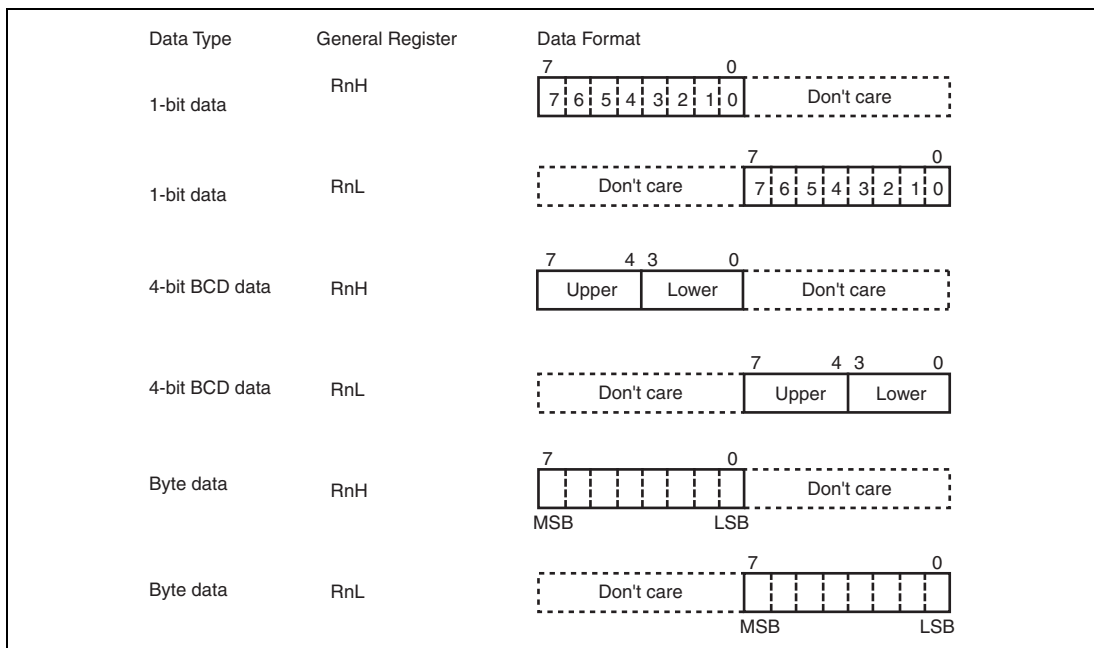 Data Type General Register Data Format
7 0
1-bit data RnH 7 6 5 4 3 2 1 0 Don't care
7 0
1-bit data RnL Don't care 7 6 5 4 3 2 1 0
7 4 3 0
4-bit BCD data RnH Upper Lower Don't care
7 4 3 0
4-bit BCD data RnL Don't care Upper Lower
7 0
Byte data RnH Don't care
MSB LSB
7 0
Byte data RnL Don't care
MSB LSB